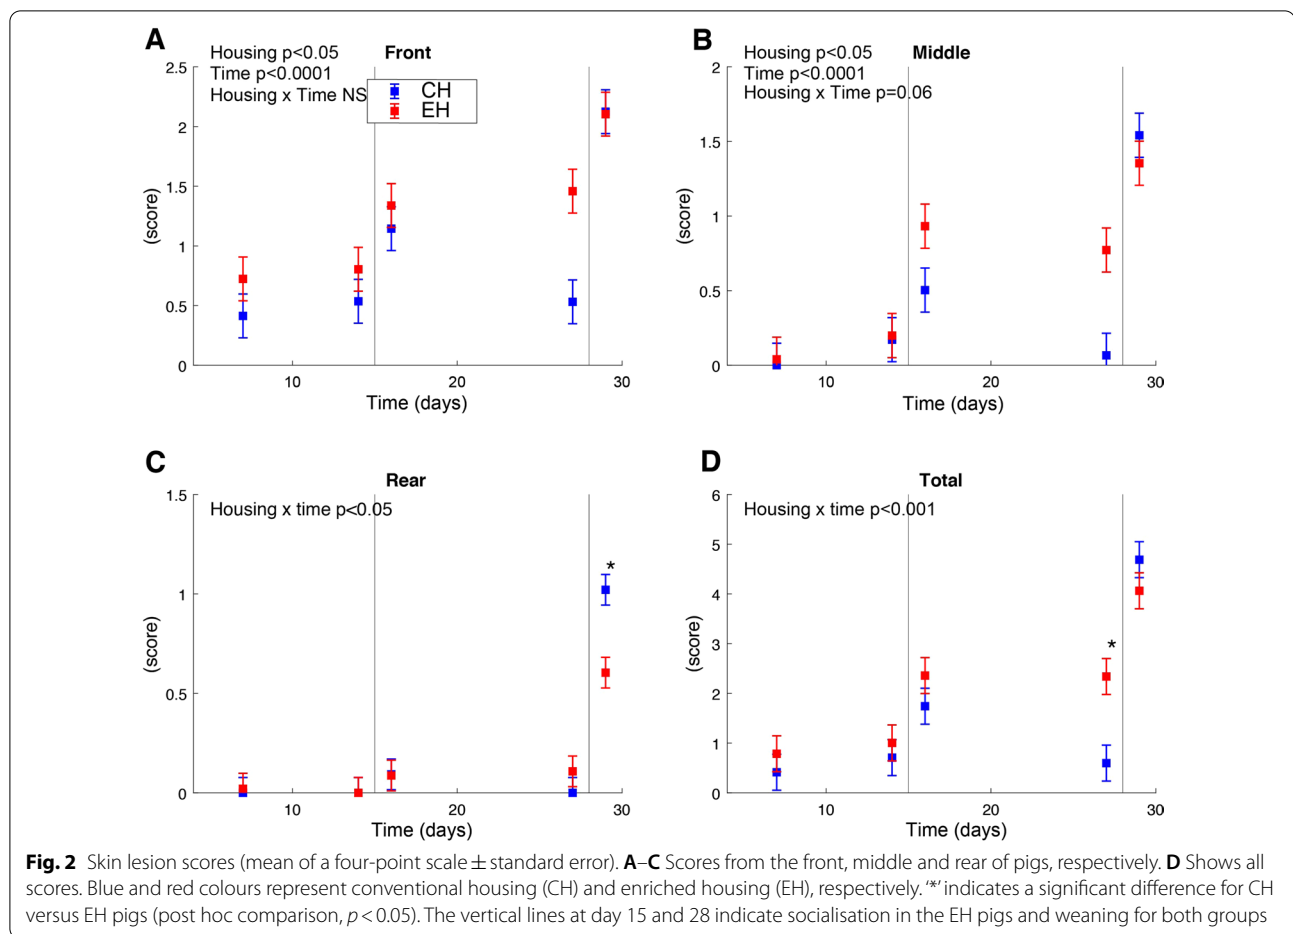 A
Housing p<0.05
Front
Time p<0.0001
Housing x Time NS
CH
EH
2.5
2
1.5
1
0.5
0
(score)
10
20
30
Time (days)
B
Housing p<0.05
Middle
Time p<0.0001
Housing x Time p=0.06
2
1.5
1
0.5
0
(score)
10
20
30
Time (days)
C
Rear
Housing x time p<0.05
*
1.5
1
0.5
0
(score)
10
20
30
Time (days)
D
Total
Housing x time p<0.001
*
6
5
4
3
2
1
0
(score)
10
20
30
Time (days)
Fig. 2 Skin lesion scores (mean of a four-point scale ± standard error). A–C Scores from the front, middle and rear of pigs, respectively. D Shows all
scores. Blue and red colours represent conventional housing (CH) and enriched housing (EH), respectively. ‘*’ indicates a significant difference for CH
versus EH pigs (post hoc comparison, p < 0.05). The vertical lines at day 15 and 28 indicate socialisation in the EH pigs and weaning for both groups